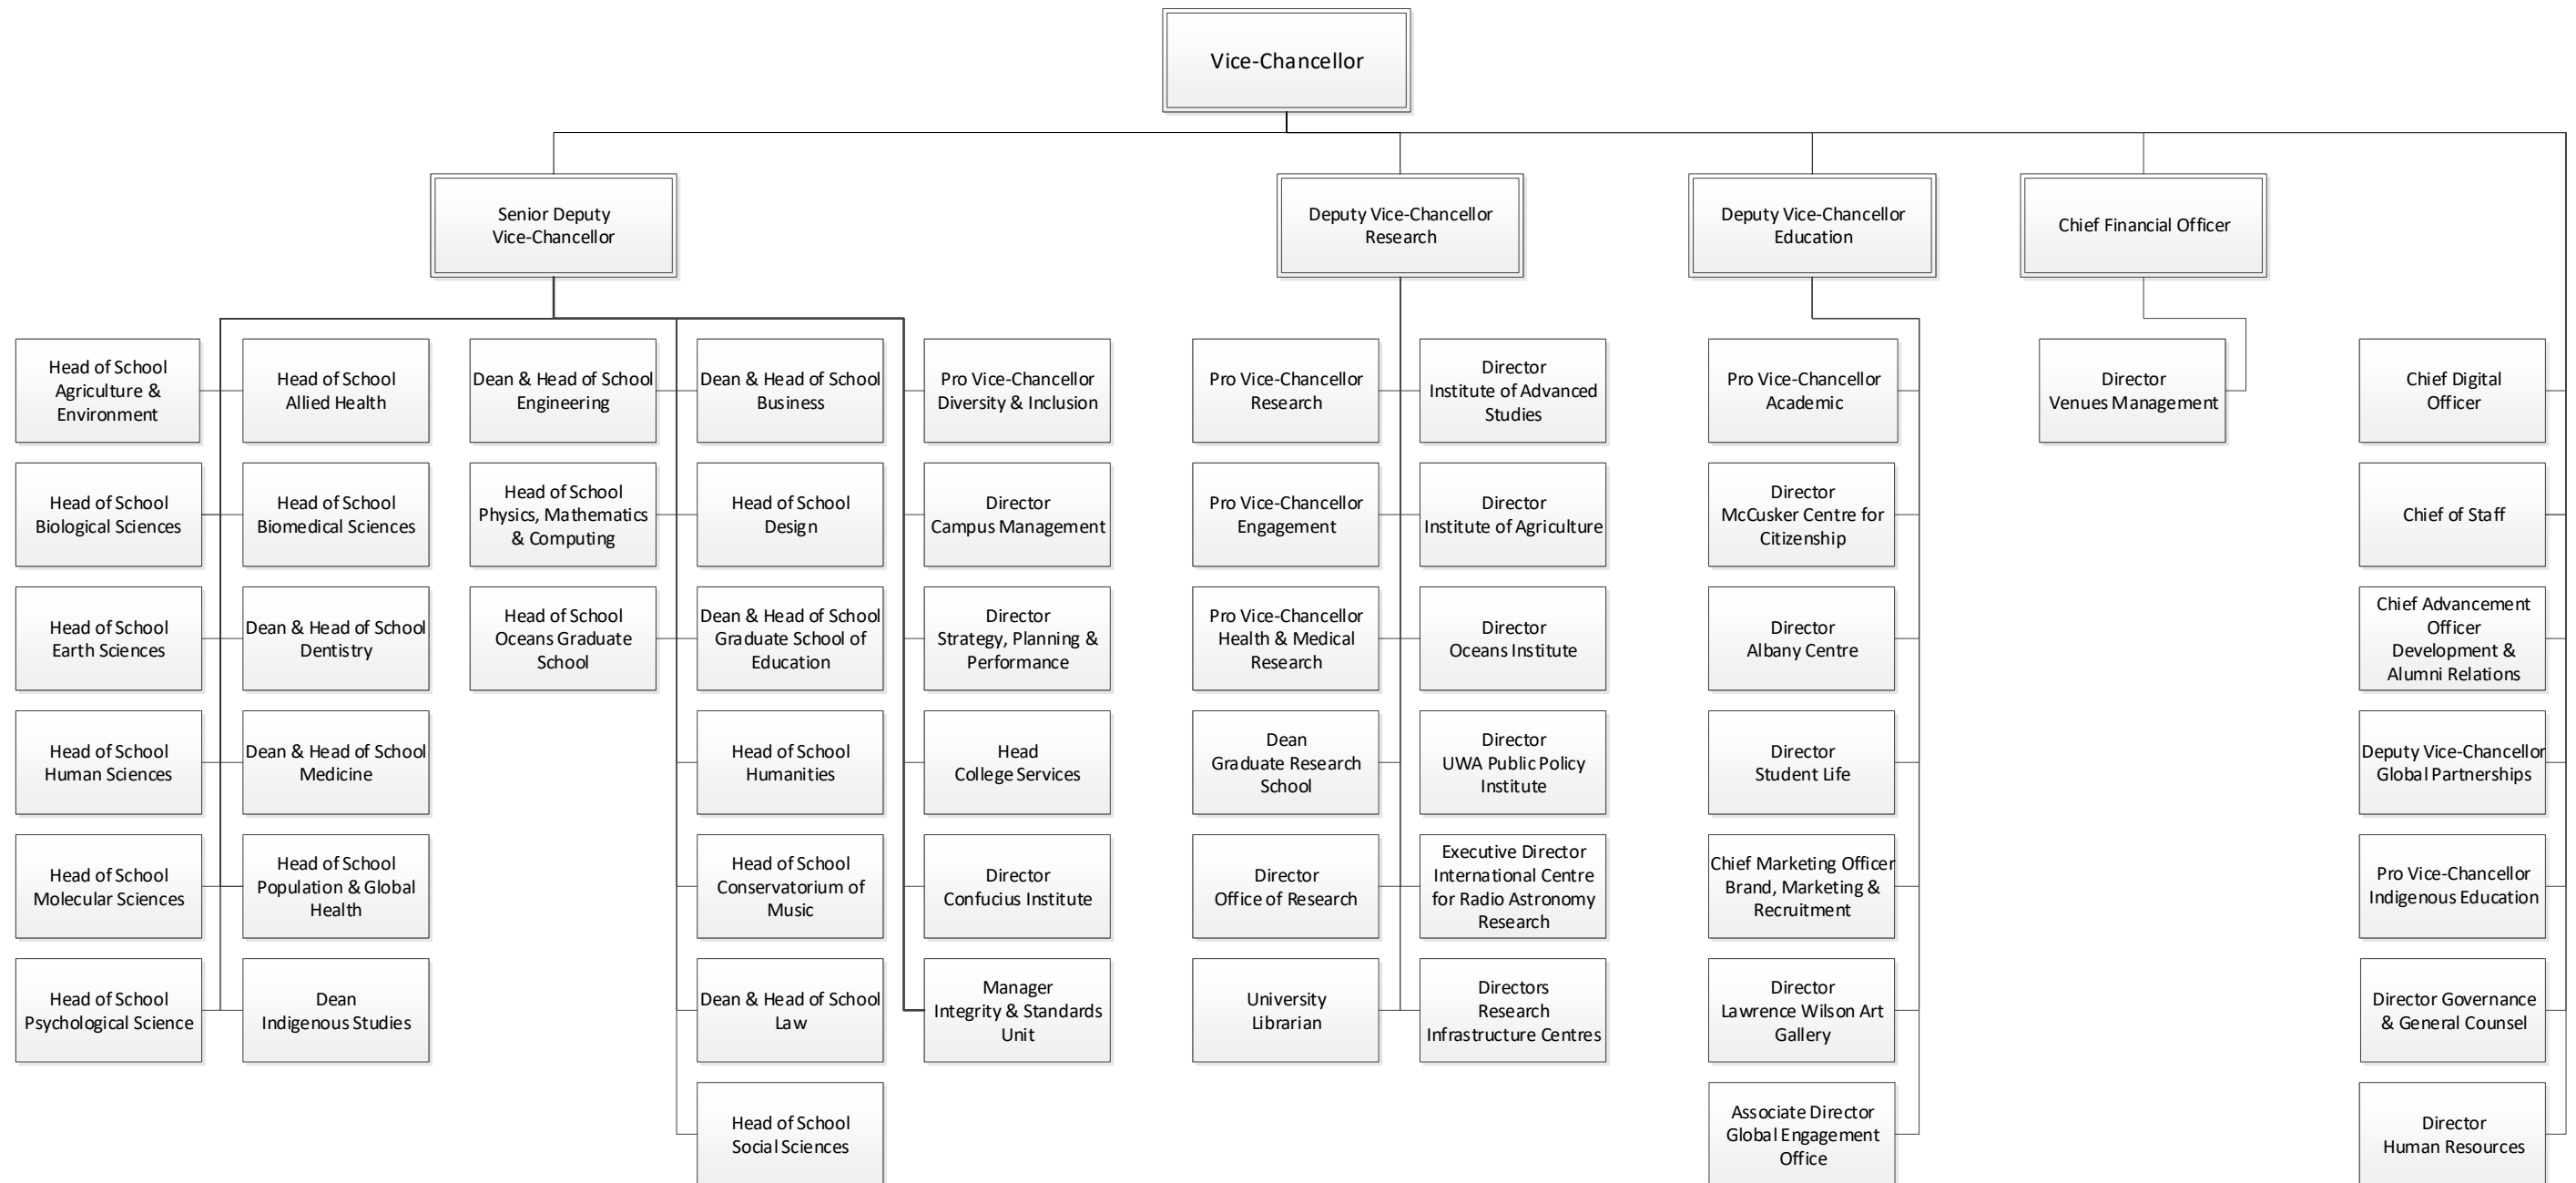 Vice-Chancellor
Senior Deputy
Vice-Chancellor
Deputy Vice-Chancellor
Research
Deputy Vice-Chancellor
Education
Chief Financial Officer
Head of School
Agriculture &
Environment
Head of School
Allied Health
Dean & Head of School
Engineering
Dean & Head of School
Business
Pro Vice-Chancellor
Diversity & Inclusion
Pro Vice-Chancellor
Research
Director
Institute of Advanced
Studies
Pro Vice-Chancellor
Academic
Director
Venues Management
Chief Digital
Officer
Head of School
Biological Sciences
Head of School
Biomedical Sciences
Head of School
Physics, Mathematics
& Computing
Head of School
Design
Director
Campus Management
Pro Vice-Chancellor
Engagement
Director
Institute of Agriculture
Director
McCusker Centre for
Citizenship
Chief of Staff
Head of School
Earth Sciences
Dean & Head of School
Dentistry
Head of School
Oceans Graduate
School
Dean & Head of School
Graduate School of
Education
Director
Strategy, Planning &
Performance
Pro Vice-Chancellor
Health & Medical
Research
Director
Oceans Institute
Director
Albany Centre
Chief Advancement
Officer
Development &
Alumni Relations
Head of School
Human Sciences
Dean & Head of School
Medicine
Head of School
Humanities
Head
College Services
Dean
Graduate Research
School
Director
UWA Public Policy
Institute
Director
Student Life
Deputy Vice-Chancellor
Global Partnerships
Head of School
Molecular Sciences
Head of School
Population & Global
Health
Head of School
Conservatorium of
Music
Director
Confucius Institute
Director
Office of Research
Executive Director
International Centre
for Radio Astronomy
Research
Chief Marketing Officer
Brand, Marketing &
Recruitment
Pro Vice-Chancellor
Indigenous Education
Head of School
Psychological Science
Dean
Indigenous Studies
Dean & Head of School
Law
Manager
Integrity & Standards
Unit
University
Librarian
Directors
Research
Infrastructure Centres
Director
Lawrence Wilson Art
Gallery
Director Governance
& General Counsel
Head of School
Social Sciences
Associate Director
Global Engagement
Office
Director
Human Resources